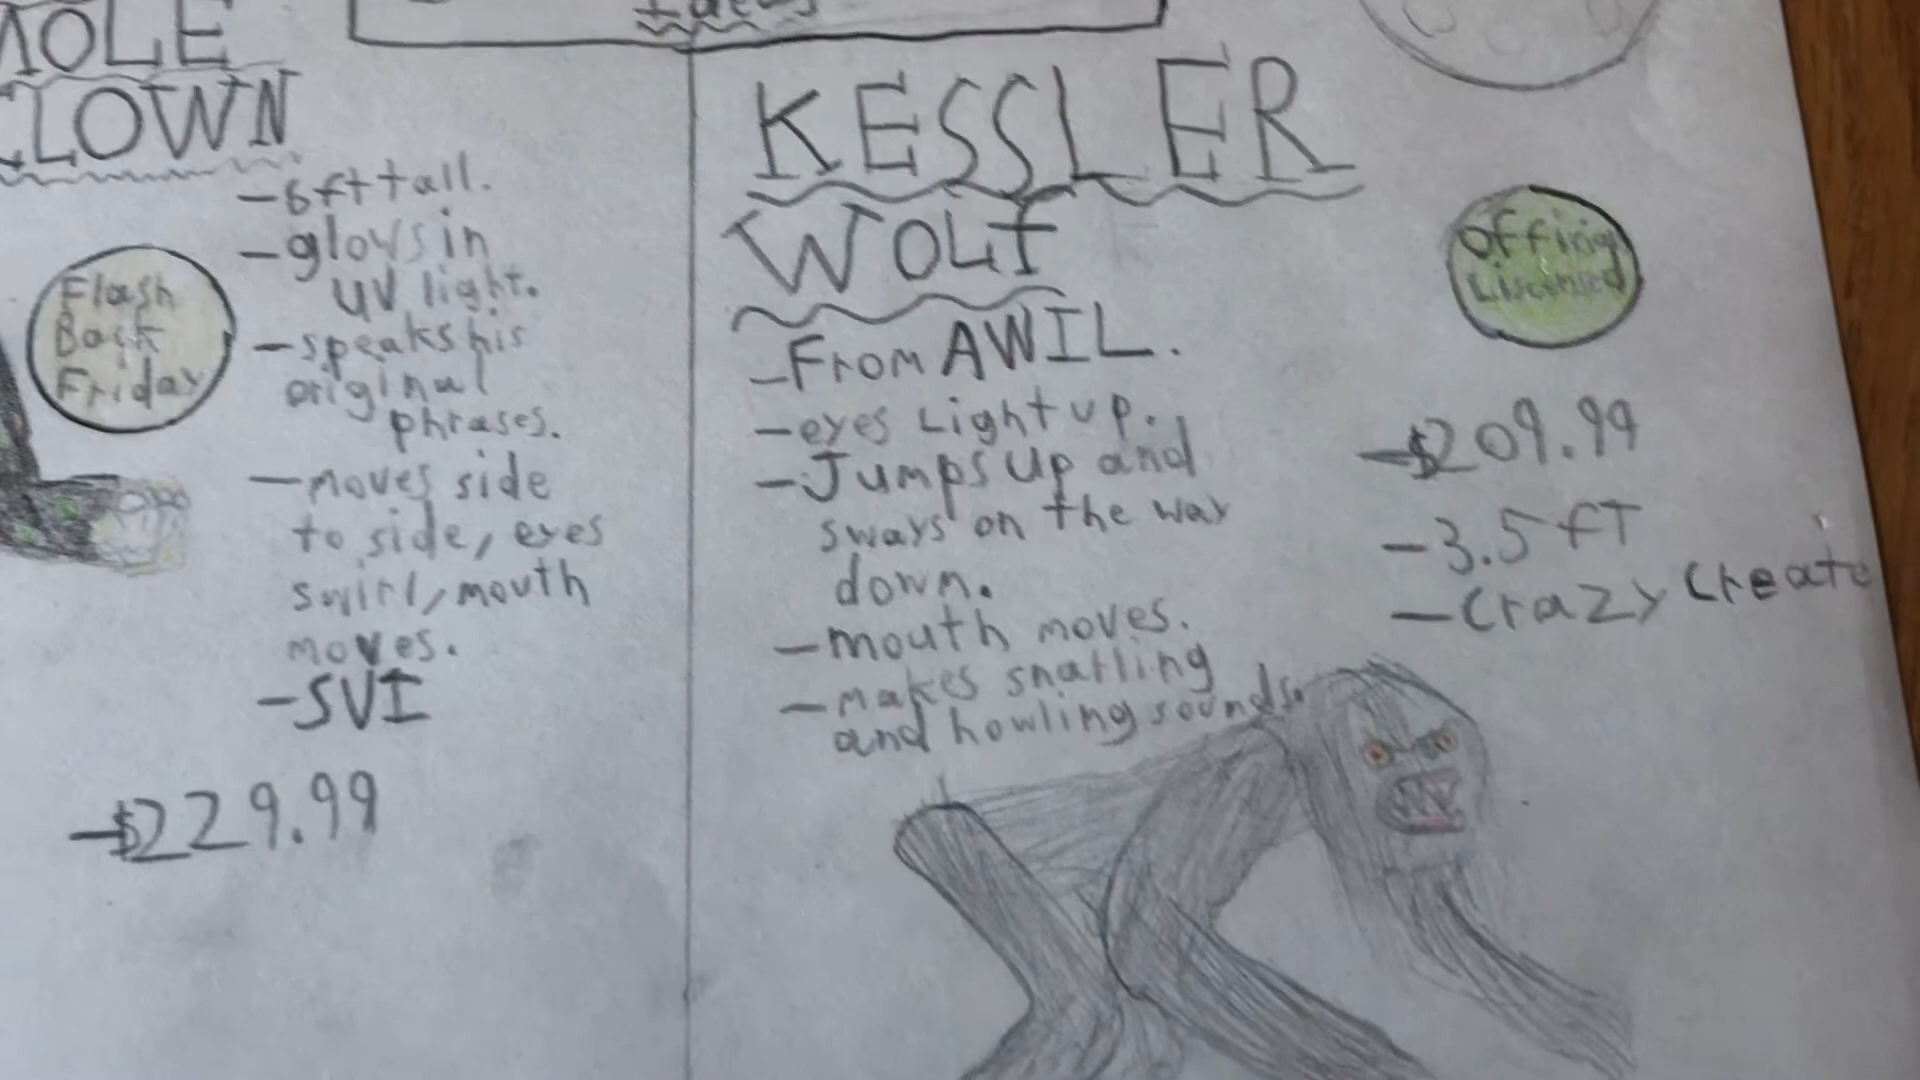 Ideas
MOLE
CLOWN
-6ft tall.
-glows in
UV light.
-speaks his
original
phrases.
-moves side
to side, eyes
swirl, mouth
moves.
-SVI
-$229.99
Flash
Back
Friday
KESSLER
WOLF
-From AWIL.
-eyes Light up.
-Jumps up and
sways on the way
down.
-mouth moves.
-makes snarling
and howling sounds.
-$209.99
-3.5 fT
-Crazy Create